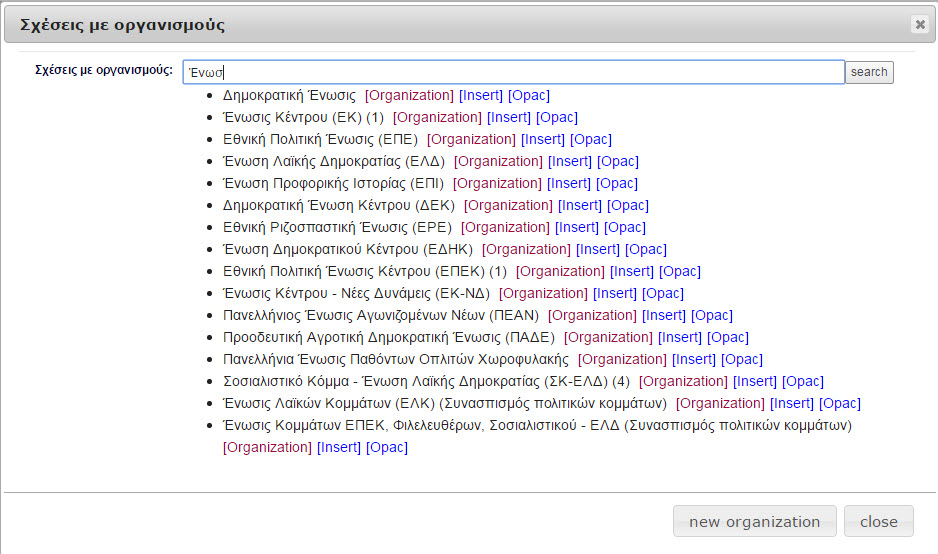 Σχέσεις με οργανισμούς
Σχέσεις με οργανισμούς: Ένωσ search
Δημοκρατική Ένωσις [Organization] [Insert] [Opac]
Ένωσις Κέντρου (ΕΚ) (1) [Organization] [Insert] [Opac]
Εθνική Πολιτική Ένωσις (ΕΠΕ) [Organization] [Insert] [Opac]
Ένωση Λαϊκής Δημοκρατίας (ΕΛΔ) [Organization] [Insert] [Opac]
Ένωση Προφορικής Ιστορίας (ΕΠΙ) [Organization] [Insert] [Opac]
Δημοκρατική Ένωση Κέντρου (ΔΕΚ) [Organization] [Insert] [Opac]
Εθνική Ριζοσπαστική Ένωσις (ΕΡΕ) [Organization] [Insert] [Opac]
Ένωση Δημοκρατικού Κέντρου (ΕΔΗΚ) [Organization] [Insert] [Opac]
Εθνική Πολιτική Ένωσις Κέντρου (ΕΠΕΚ) (1) [Organization] [Insert] [Opac]
Ένωσις Κέντρου - Νέες Δυνάμεις (ΕΚ-ΝΔ) [Organization] [Insert] [Opac]
Πανελλήνιος Ένωσις Αγωνιζομένων Νέων (ΠΕΑΝ) [Organization] [Insert] [Opac]
Προοδευτική Αγροτική Δημοκρατική Ένωσις (ΠΑΔΕ) [Organization] [Insert] [Opac]
Πανελλήνια Ένωσις Παθόντων Οπλιτών Χωροφυλακής [Organization] [Insert] [Opac]
Σοσιαλιστικό Κόμμα - Ένωση Λαϊκής Δημοκρατίας (ΣΚ-ΕΛΔ) (4) [Organization] [Insert] [Opac]
Ένωσις Λαϊκών Κομμάτων (ΕΛΚ) (Συνασπισμός πολιτικών κομμάτων) [Organization] [Insert] [Opac]
Ένωσις Κομμάτων ΕΠΕΚ, Φιλελευθέρων, Σοσιαλιστικού - ΕΛΔ (Συνασπισμός πολιτικών κομμάτων)
[Organization] [Insert] [Opac]
new organization close